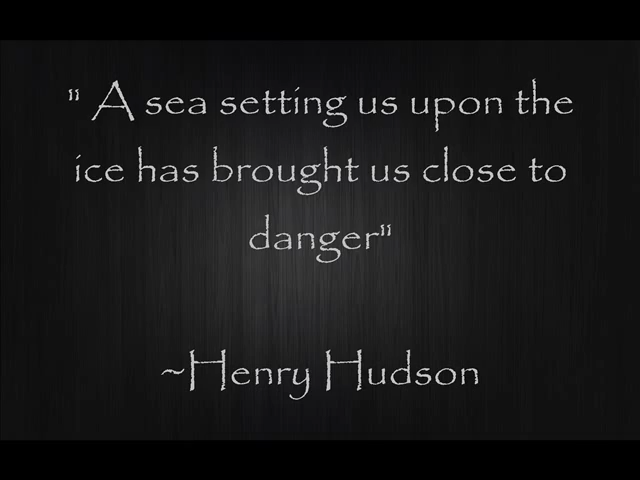 " A sea setting us upon the
ice has brought us close to
danger"
~Henry Hudson